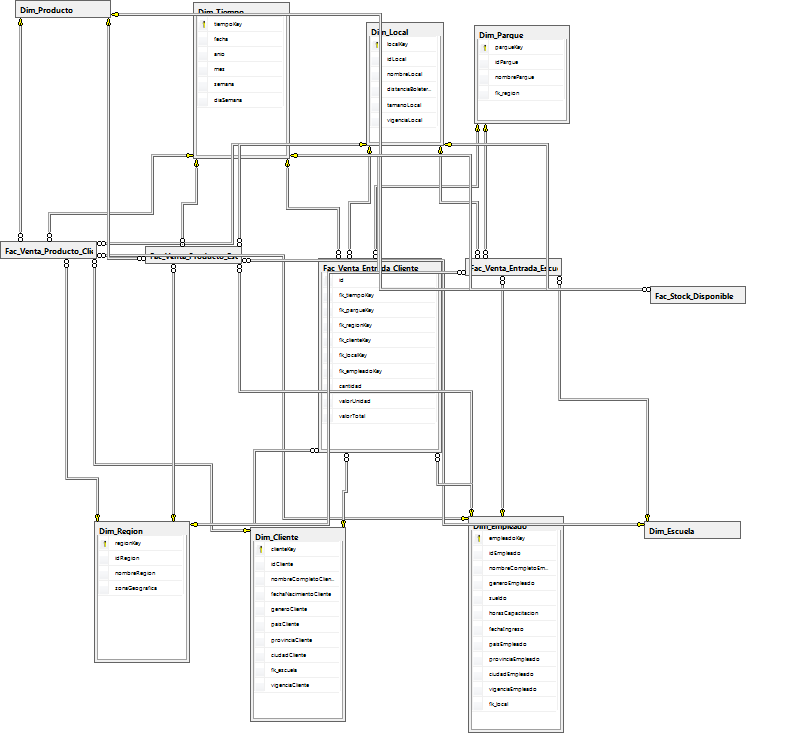 Dim_Producto
Dim_Tiempo
tiempoKey
fecha
anio
mes
semana
diaSemana
Dim_Local
localKey
idLocal
nombreLocal
distanciaBoleter...
tamanoLocal
vigenciaLocal
Dim_Parque
parqueKey
idParque
nombreParque
fk_region
Fac_Venta_Producto_Clie
Fac_Venta_Producto_Esc
Fac_Venta_Entrada_Cliente
id
fk_tiempoKey
fk_parqueKey
fk_regionKey
fk_clienteKey
fk_localKey
fk_empleadoKey
cantidad
valorUnidad
valorTotal
Fac_Venta_Entrada_Escu
Fac_Stock_Disponible
Dim_Region
regionKey
idRegion
nombreRegion
zonaGeografica
Dim_Cliente
clienteKey
idCliente
nombreCompletoClien...
fechaNacimientoCliente
generoCliente
paisCliente
provinciaCliente
ciudadCliente
fk_escuela
vigenciaCliente
Dim_Empleado
empleadoKey
idEmpleado
nombreCompletoEm...
generoEmpleado
sueldo
horasCapacitacion
fechaIngreso
paisEmpleado
provinciaEmpleado
ciudadEmpleado
vigenciaEmpleado
fk_local
Dim_Escuela